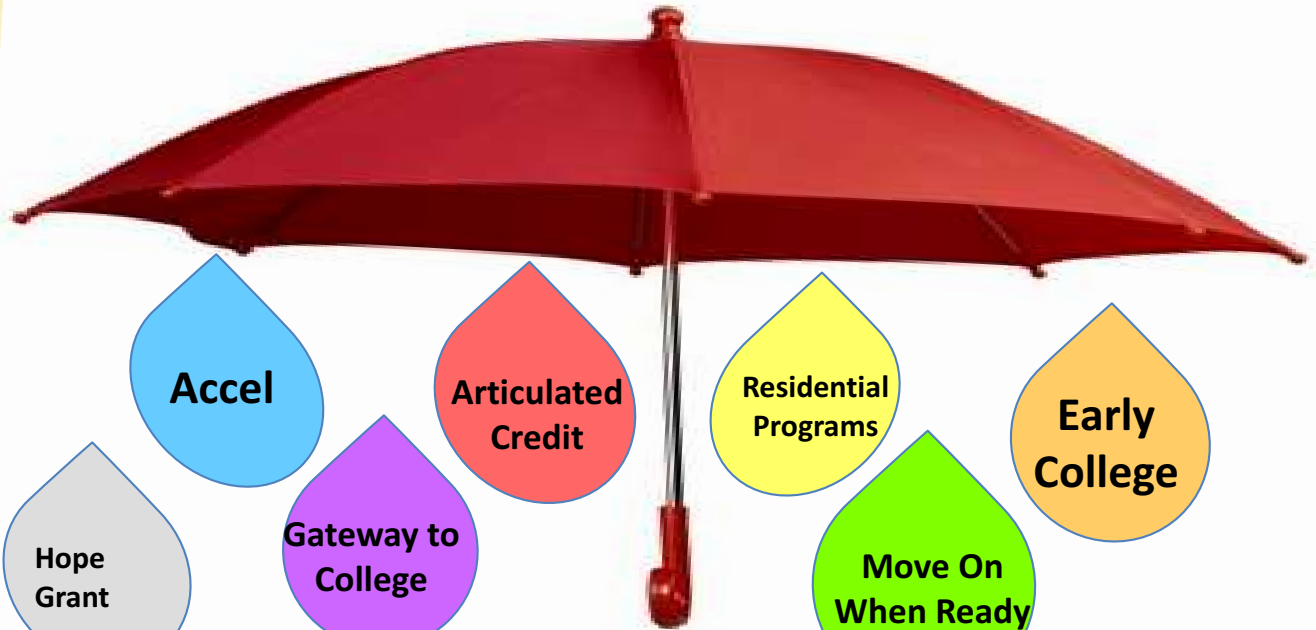 Accel
Articulated
Credit
Residential
Programs
Early
College
Hope
Grant
Gateway to
College
Move On
When Ready